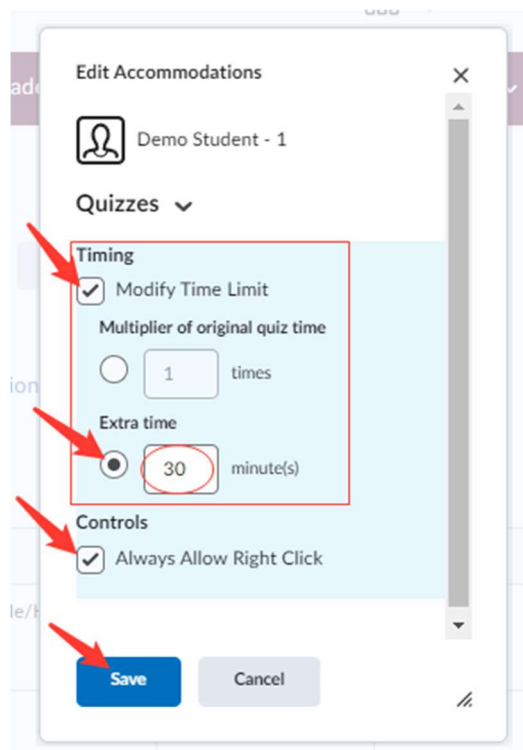 Edit Accommodations
Demo Student - 1
Quizzes
Timing
Modify Time Limit
Multiplier of original quiz time
1 times
Extra time
30 minute(s)
Controls
Always Allow Right Click
Save Cancel